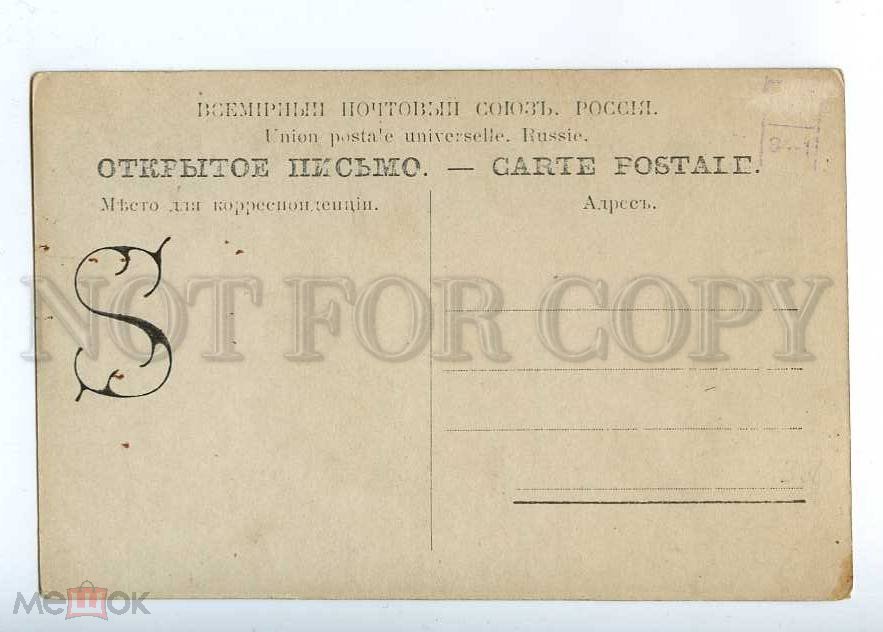 ВСЕМІРНЫЙ ПОЧТОВЫЙ СОЮЗЪ. РОССІЯ.
Union postale universelle. Russie.
ОТКРЫТОЕ ПИСЬМО. — CARTE POSTALE.
Мѣсто для корреспонденціи.
Адресъ.
S
NOT FOR COPY
мешок